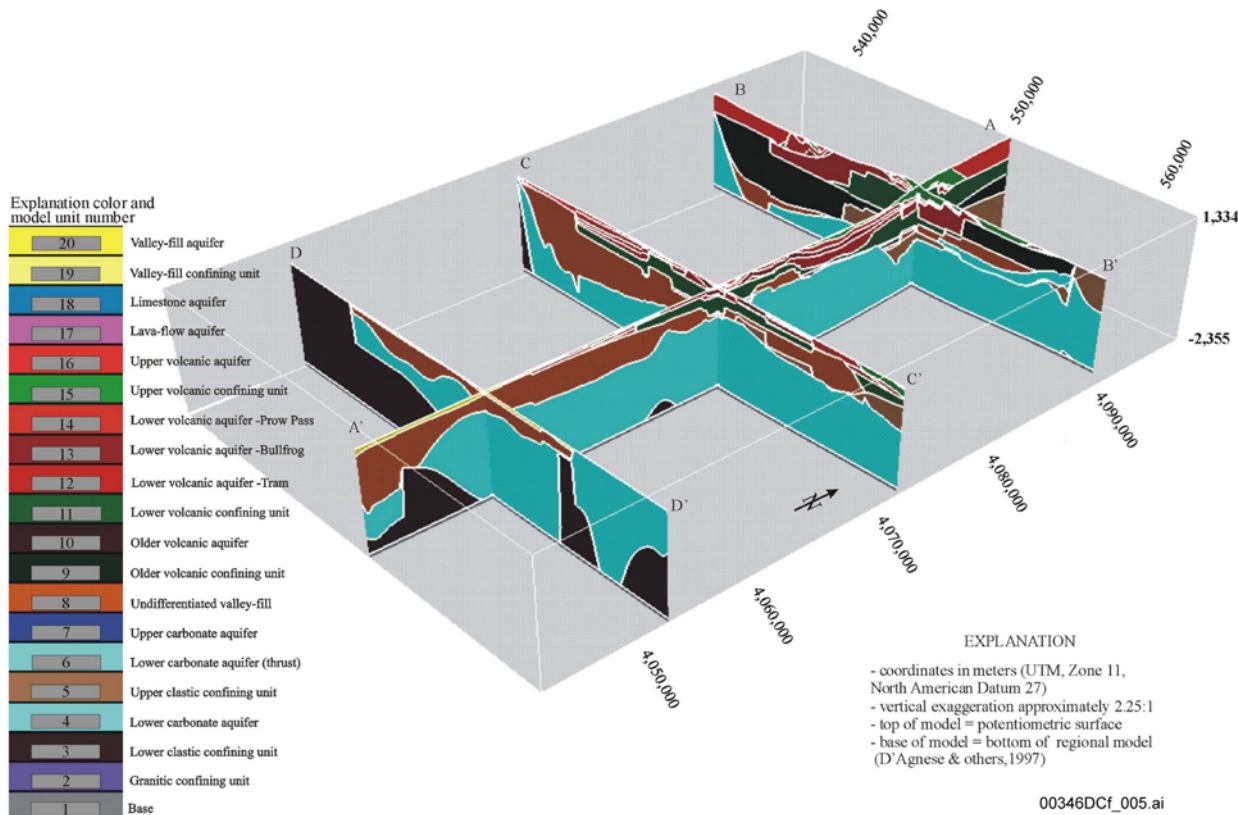 540,000
B
A
550,000
560,000
C
1,334
Explanation color and
model unit number
20 Valley-fill aquifer
D
B'
19 Valley-fill confining unit
18 Limestone aquifer
17 Lava-flow aquifer
-2,355
16 Upper volcanic aquifer
15 Upper volcanic confining unit
C'
14 Lower volcanic aquifer -Prow Pass
A'
4,090,000
13 Lower volcanic aquifer -Bullfrog
12 Lower volcanic aquifer -Tram
4,080,000
11 Lower volcanic confining unit
D'
N
10 Older volcanic aquifer
4,070,000
9 Older volcanic confining unit
8 Undifferentiated valley-fill
4,060,000
7 Upper carbonate aquifer
4,050,000
6 Lower carbonate aquifer (thrust)
5 Upper clastic confining unit
4 Lower carbonate aquifer
3 Lower clastic confining unit
2 Granitic confining unit
1 Base
EXPLANATION
- coordinates in meters (UTM, Zone 11,
North American Datum 27)
- vertical exaggeration approximately 2.25:1
- top of model = potentiometric surface
- base of model = bottom of regional model
(D'Agnese & others,1997)
00346DCf_005.ai